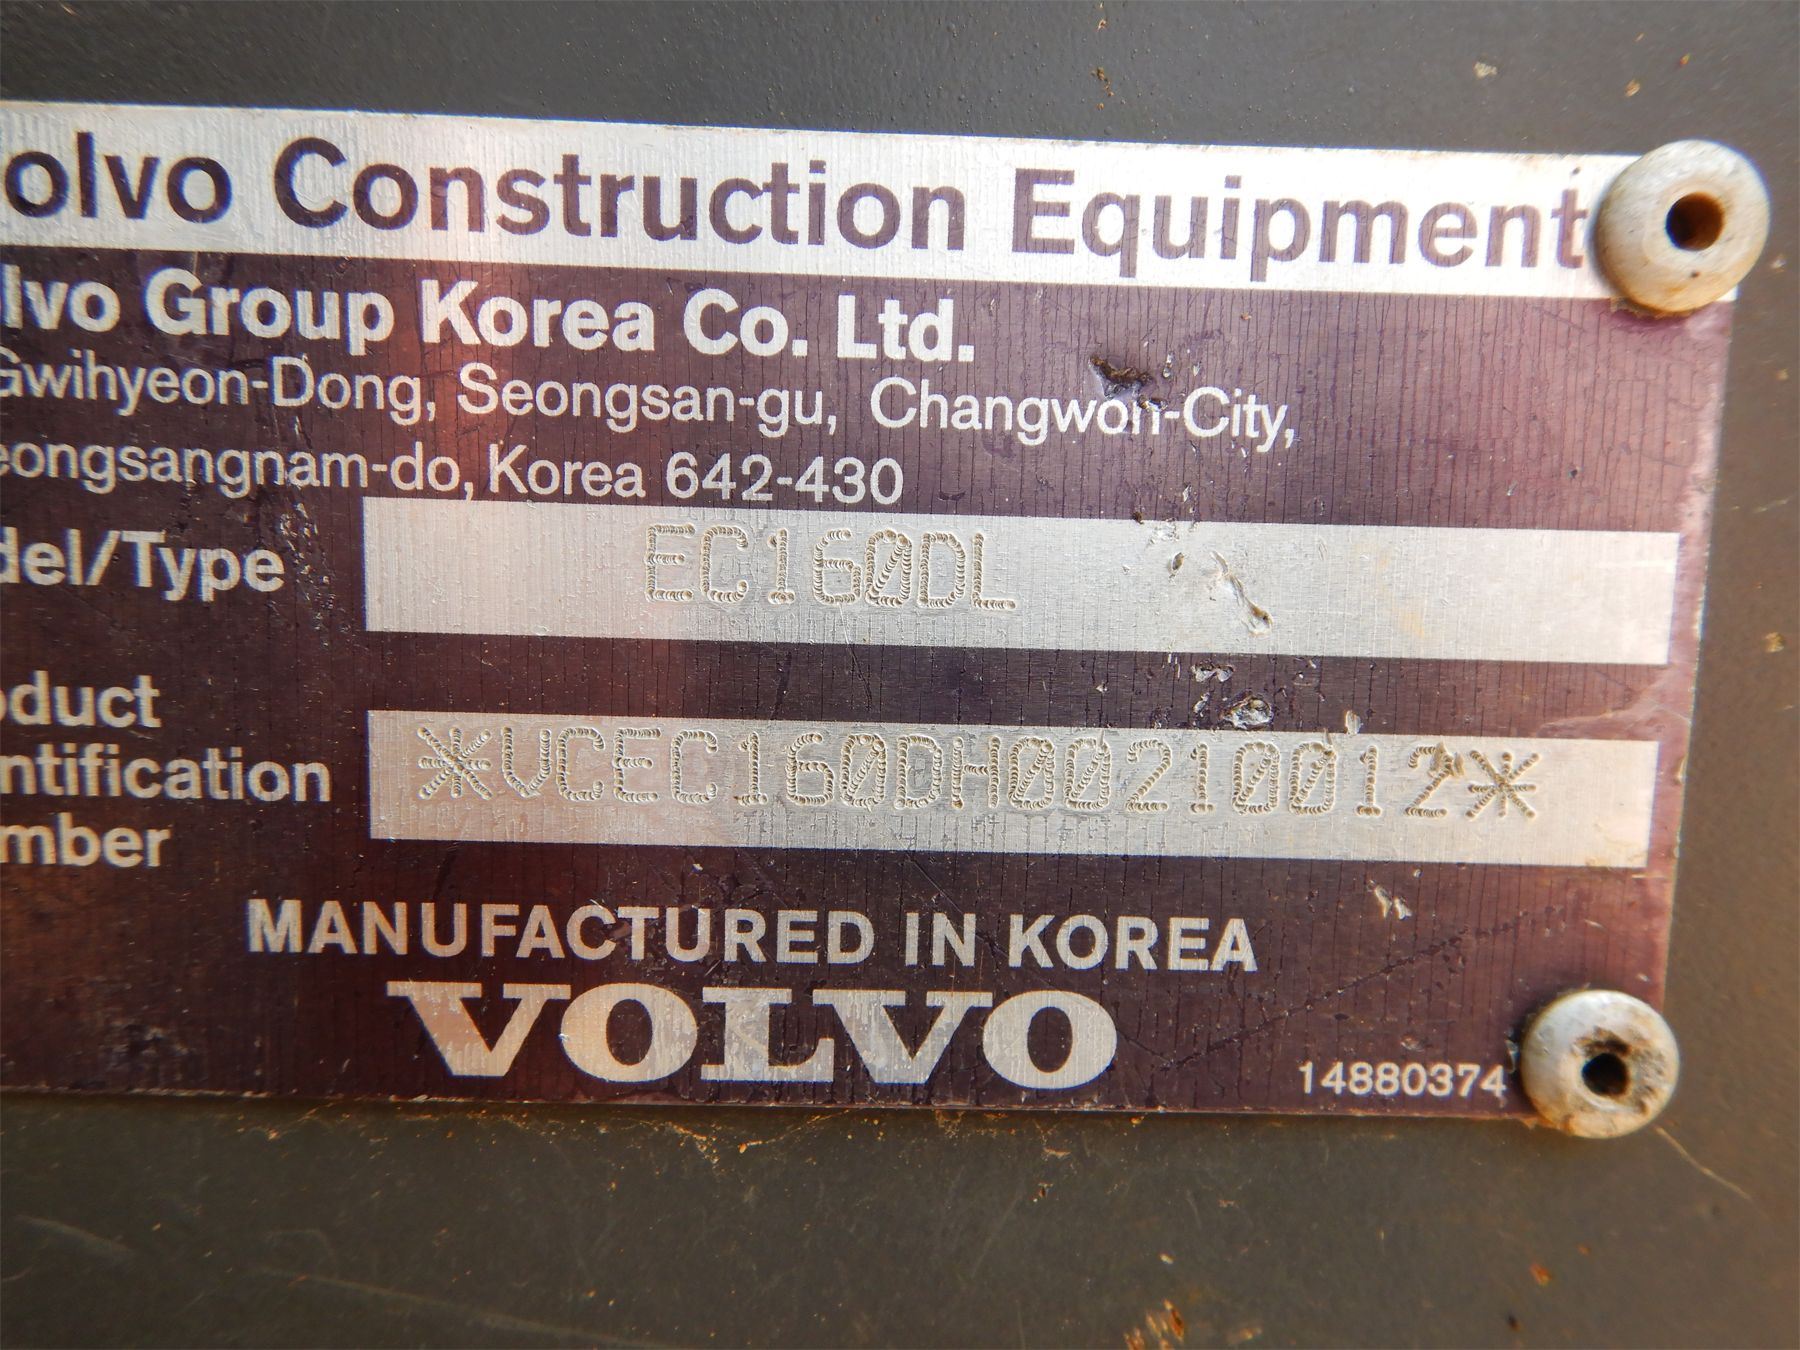 olvo Construction Equipment
olvo Group Korea Co. Ltd.
Gwihyeon-Dong, Seongsan-gu, Changwon-City,
eongsangnam-do, Korea 642-430
del/Type EC160DL
oduct
ntification
mber
*VCEC160DH00210012*
MANUFACTURED IN KOREA
VOLVO
14880374